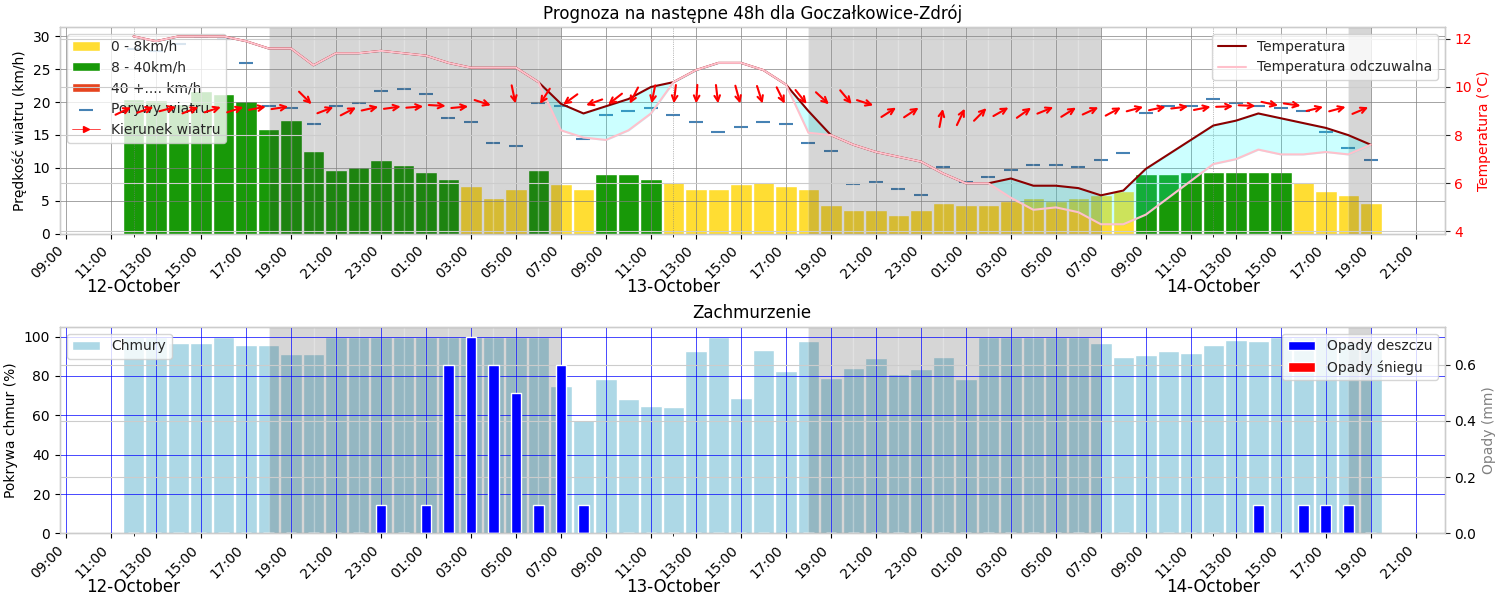 Prognoza na następne 48h dla Goczałkowice-Zdrój
Prędkość wiatru (km/h)
30
25
20
15
10
5
0
0 - 8km/h
8 - 40km/h
40 +.... km/h
Porywy wiatru
Kierunek wiatru
Temperatura
Temperatura odczuwalna
12
10
8
6
4
Temperatura (°C)
09:00 11:00 13:00 15:00 17:00 19:00 21:00 23:00 01:00 03:00 05:00 07:00 09:00 11:00 13:00 15:00 17:00 19:00 21:00 23:00 01:00 03:00 05:00 07:00 09:00 11:00 13:00 15:00 17:00 19:00 21:00
12-October 13-October 14-October
Zachmurzenie
Pokrywa chmur (%)
100
80
60
40
20
0
Chmury
Opady deszczu
Opady śniegu
0.6
0.4
0.2
0.0
Opady (mm)
09:00 11:00 13:00 15:00 17:00 19:00 21:00 23:00 01:00 03:00 05:00 07:00 09:00 11:00 13:00 15:00 17:00 19:00 21:00 23:00 01:00 03:00 05:00 07:00 09:00 11:00 13:00 15:00 17:00 19:00 21:00
12-October 13-October 14-October